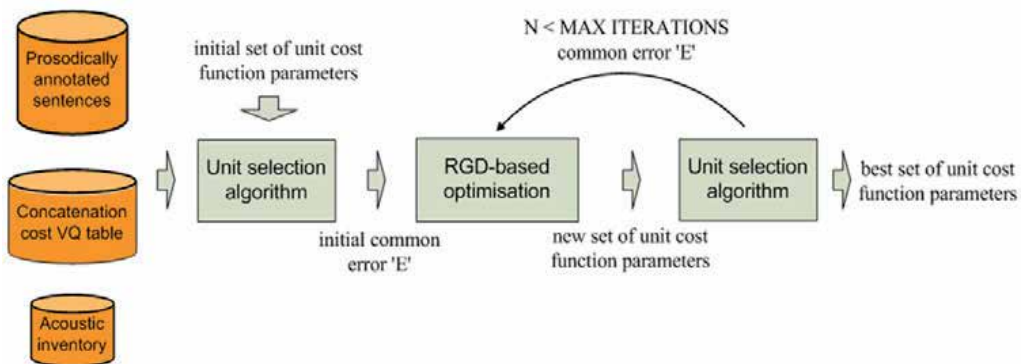 Prosodically
annotated
sentences
Concatenation
cost VQ table
Acoustic
inventory
initial set of unit cost
function parameters
Unit selection
algorithm
initial common
error 'E'
RGD-based
optimisation
N < MAX ITERATIONS
common error 'E'
new set of unit cost
function parameters
Unit selection
algorithm
best set of unit cost
function parameters